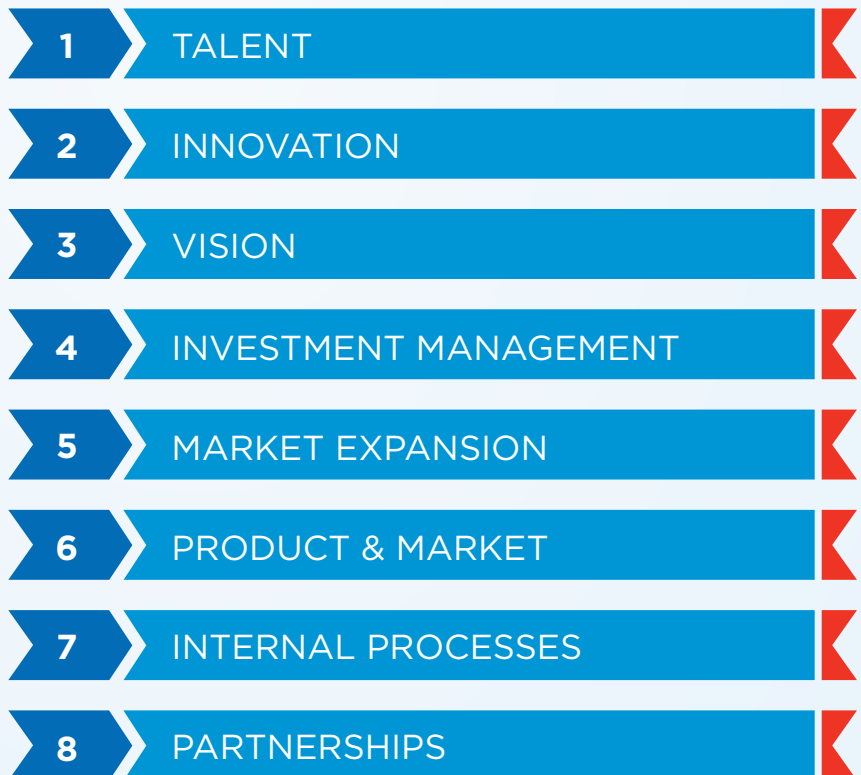 1 TALENT
2 INNOVATION
3 VISION
4 INVESTMENT MANAGEMENT
5 MARKET EXPANSION
6 PRODUCT & MARKET
7 INTERNAL PROCESSES
8 PARTNERSHIPS